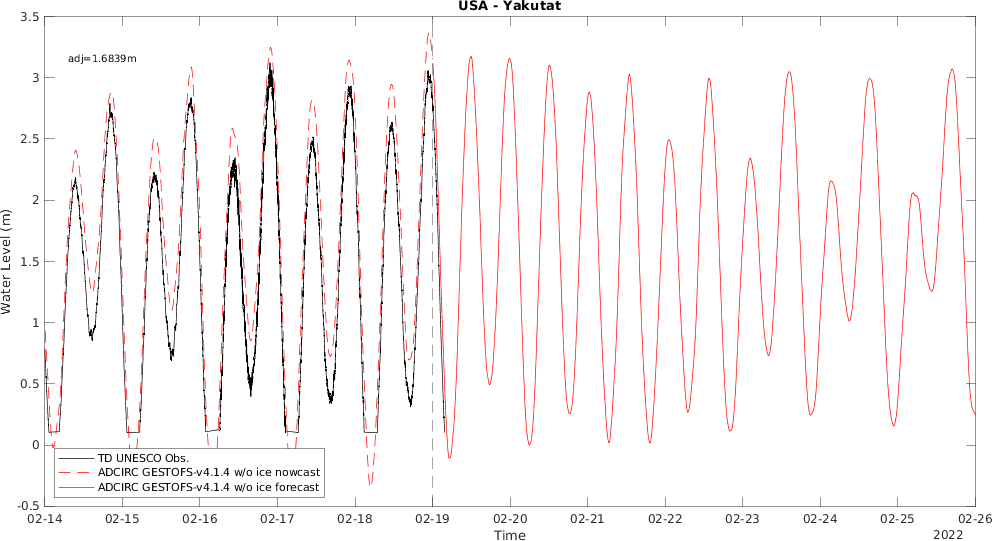 USA - Yakutat
adj=1.6839m
Water Level (m)
3.5
3
2.5
2
1.5
1
0.5
0
-0.5
TD UNESCO Obs.
ADCIRC GESTOFS-v4.1.4 w/o ice nowcast
ADCIRC GESTOFS-v4.1.4 w/o ice forecast
02-14 02-15 02-16 02-17 02-18 02-19 02-20 02-21 02-22 02-23 02-24 02-25 02-26
Time
2022